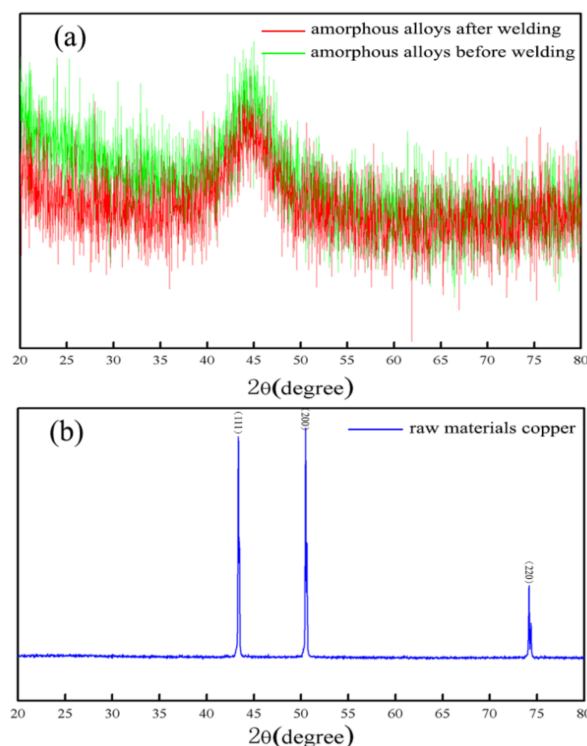 (a)
amorphous alloys after welding
amorphous alloys before welding
20 25 30 35 40 45 50 55 60 65 70 75 80
2θ(degree)
(b)
raw materials copper
(111)
(200)
(220)
20 25 30 35 40 45 50 55 60 65 70 75 80
2θ(degree)